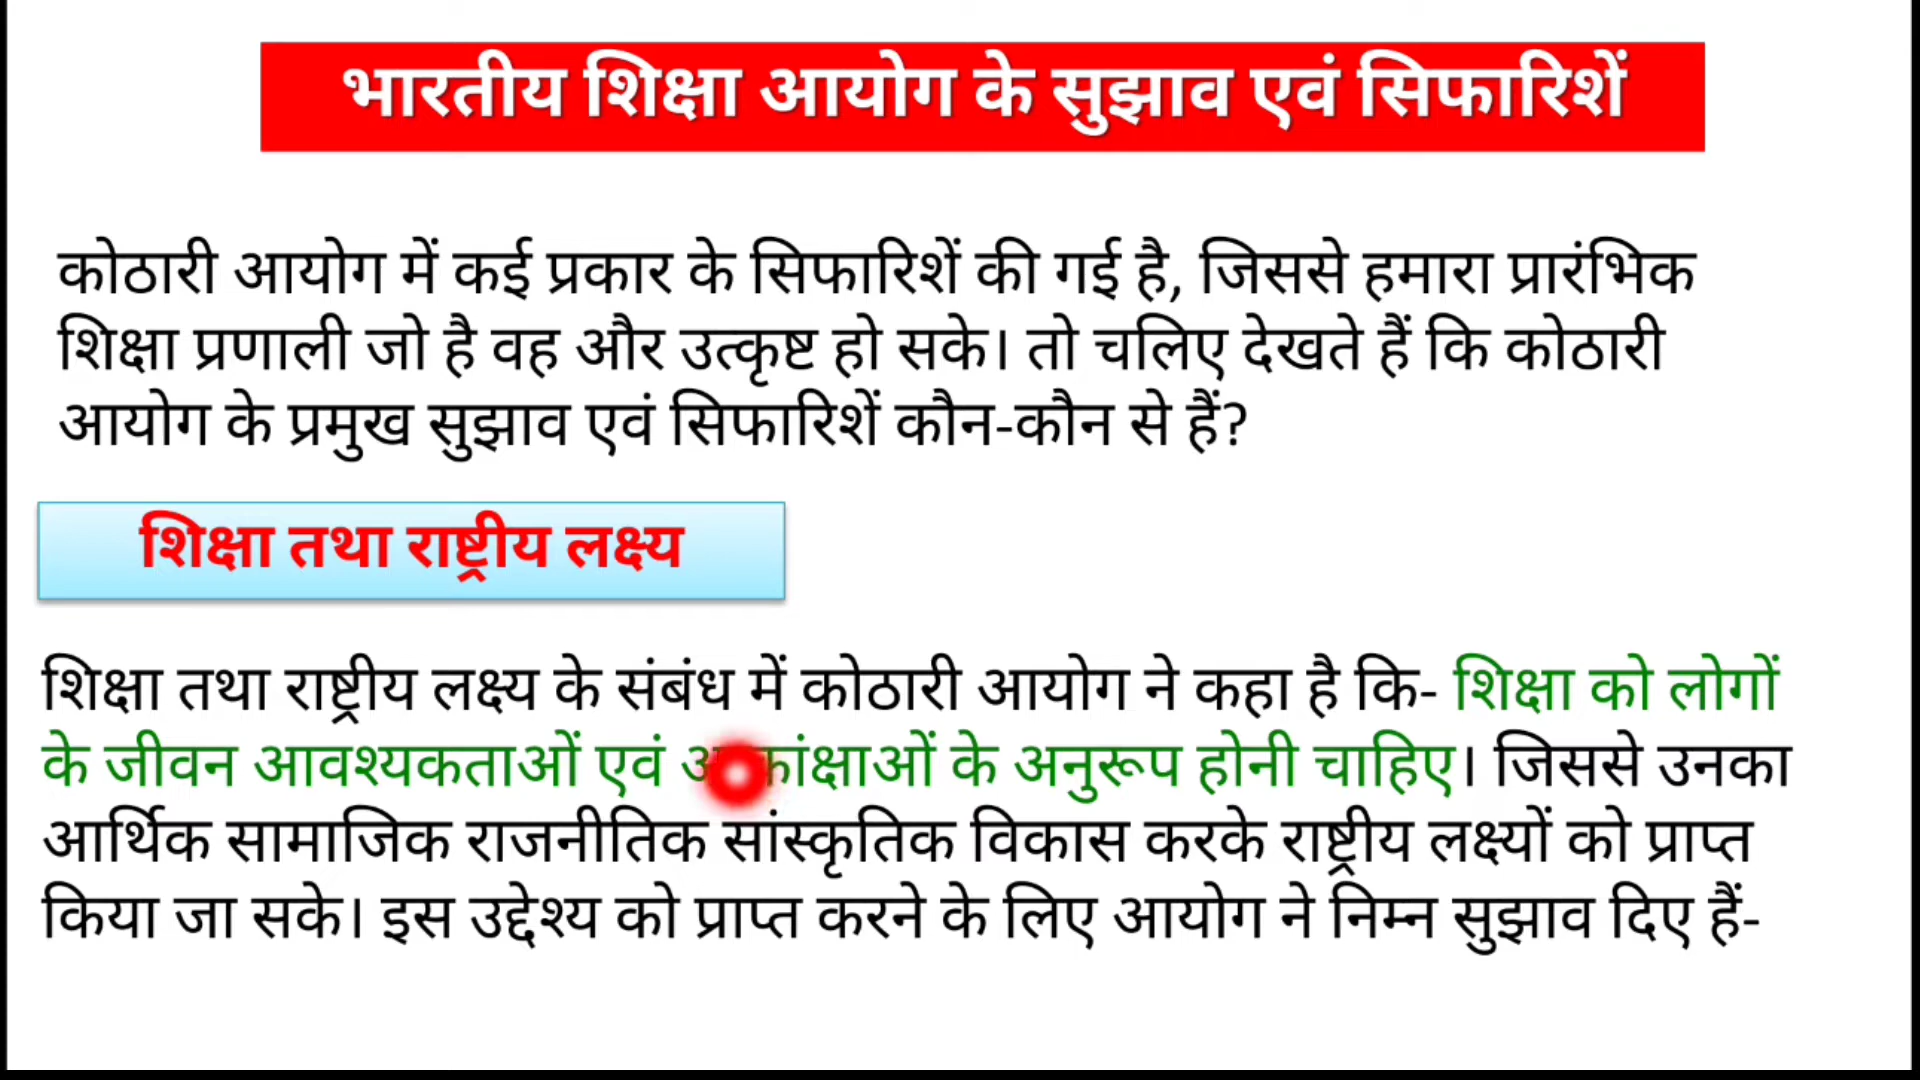 भारतीय शिक्षा आयोग के सुझाव एवं सिफारिशें
कोठारी आयोग में कई प्रकार के सिफारिशें की गई है, जिससे हमारा प्रारंभिक
शिक्षा प्रणाली जो है वह और उत्कृष्ट हो सके। तो चलिए देखते हैं कि कोठारी
आयोग के प्रमुख सुझाव एवं सिफारिशें कौन-कौन से हैं?
शिक्षा तथा राष्ट्रीय लक्ष्य
शिक्षा तथा राष्ट्रीय लक्ष्य के संबंध में कोठारी आयोग ने कहा है कि- शिक्षा को लोगों
के जीवन आवश्यकताओं एवं के अनुरूप होनी चाहिए। जिससे उनका
आर्थिक सामाजिक राजनीतिक सांस्कृतिक विकास करके राष्ट्रीय लक्ष्यों को प्राप्त
किया जा सके। इस उद्देश्य को प्राप्त करने के लिए आयोग ने निम्न सुझाव दिए हैं-